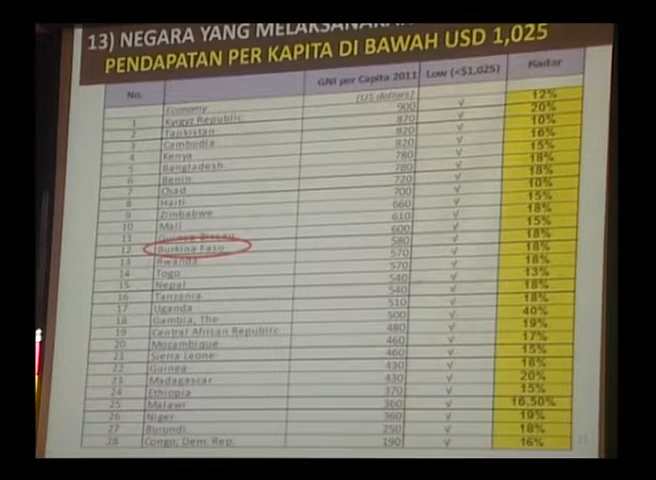 13) NEGARA YANG MELAKSANAKAN
PENDAPATAN PER KAPITA DI BAWAH USD 1,025
No. GNI per Capita 2011 Low (<$1,025) Kadar
Economy (US dollars)
1 Kyrgyz Republic 900 √ 12%
2 Tajikistan 870 √ 20%
3 Cambodia 820 √ 10%
4 Kenya 820 √ 16%
5 Bangladesh 780 √ 15%
6 Benin 780 √ 18%
7 Chad 720 √ 18%
8 Haiti 700 √ 10%
9 Zimbabwe 660 √ 15%
10 Mali 610 √ 18%
11 Guinea-Bissau 600 √ 15%
12 Burkina Faso 580 √ 18%
13 Rwanda 570 √ 18%
14 Togo 570 √ 18%
15 Nepal 540 √ 13%
16 Tanzania 540 √ 18%
17 Uganda 510 √ 18%
18 Gambia, The 500 √ 40%
19 Central African Republic 480 √ 19%
20 Mozambique 460 √ 17%
21 Sierra Leone 460 √ 15%
22 Guinea 430 √ 18%
23 Madagascar 430 √ 20%
24 Ethiopia 370 √ 15%
25 Malawi 360 √ 16.50%
26 Niger 360 √ 19%
27 Burundi 250 √ 18%
28 Congo, Dem. Rep. 190 √ 16%